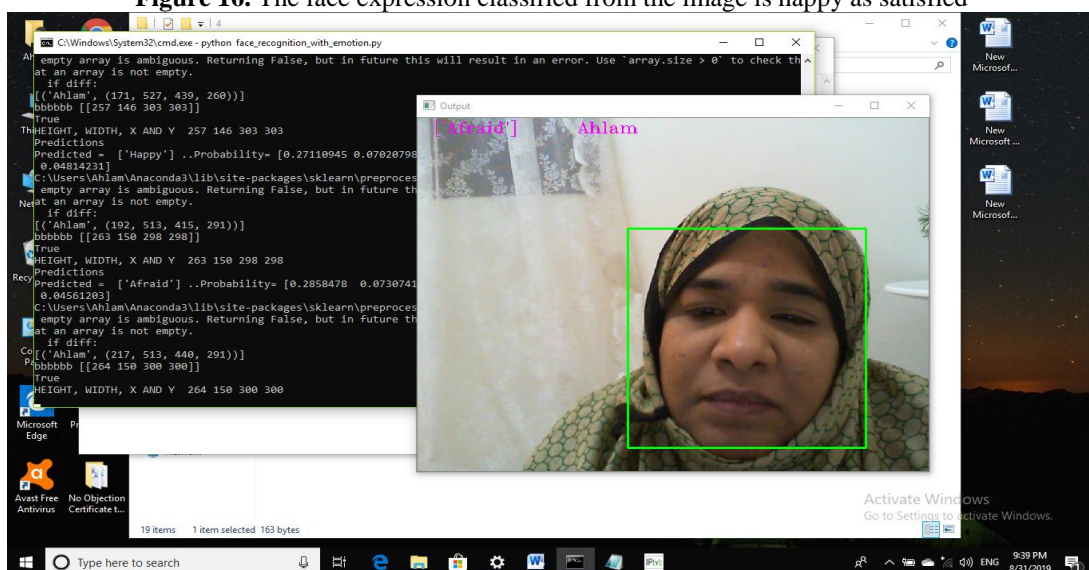 Figure 16. The face expression classified from the image is happy as satisfied
4
C:\Windows\System32\cmd.exe - python face_recognition_with_emotion.py
empty array is ambiguous. Returning False, but in future this will result in an error. Use `array.size > 0` to check th
at an array is not empty.
if diff:
[('Ahlam', (171, 527, 439, 260))]
bbbbbb [[257 146 303 303]]
True
HEIGHT, WIDTH, X AND Y 257 146 303 303
Predictions
Predicted = ['Happy'] ..Probability= [0.27110945 0.07020798
0.04814231]
C:\Users\Ahlam\Anaconda3\lib\site-packages\sklearn\preproces
empty array is ambiguous. Returning False, but in future th
at an array is not empty.
if diff:
[('Ahlam', (192, 513, 415, 291))]
bbbbbb [[263 150 298 298]]
True
HEIGHT, WIDTH, X AND Y 263 150 298 298
Predictions
Predicted = ['Afraid'] ..Probability= [0.2858478 0.0730741
0.04561203]
C:\Users\Ahlam\Anaconda3\lib\site-packages\sklearn\preproces
empty array is ambiguous. Returning False, but in future th
at an array is not empty.
if diff:
[('Ahlam', (217, 513, 440, 291))]
bbbbbb [[264 150 300 300]]
True
HEIGHT, WIDTH, X AND Y 264 150 300 300
Output
['Afraid'] Ahlam
New
Microsof...
New
Microsoft ...
New
Microsof...
Microsoft
Edge
Avast Free
Antivirus
No Objection
Certificate t...
19 items 1 item selected 163 bytes
Activate Windows
Go to Settings to activate Windows.
Type here to search
ENG
9:39 PM
8/31/2019